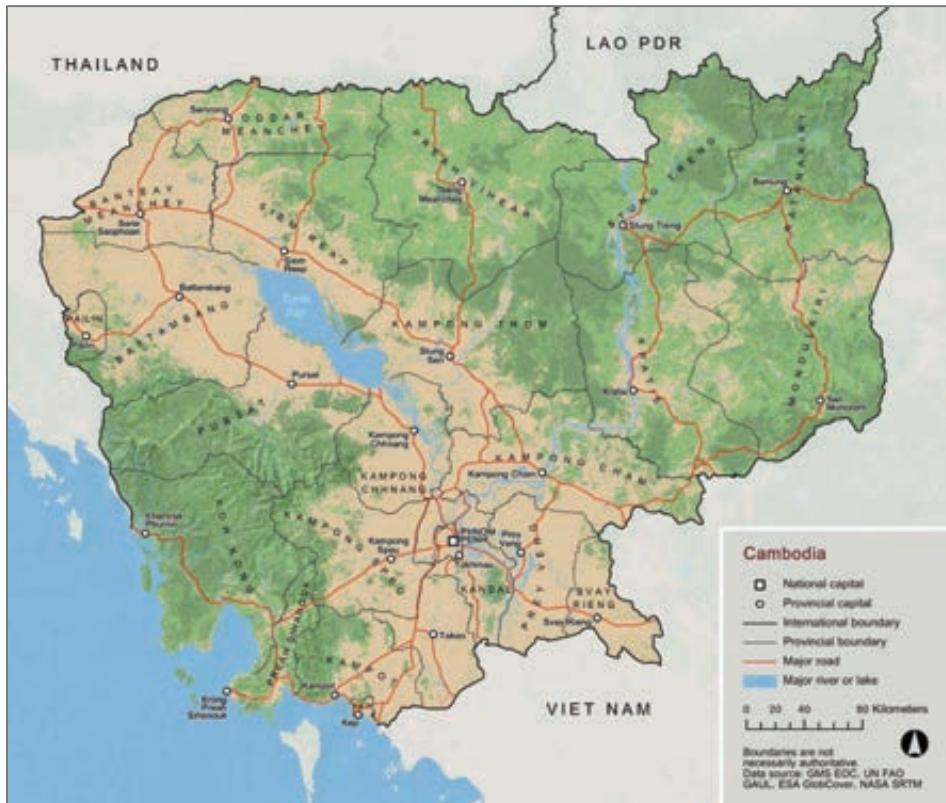 THAILAND
LAO PDR
Samrong
ODDAR
MEANCHEY
BANTEAY
MEANCHEY
SIEM REAP
PREAH VIHEAR
STUNG TRENG
RATANAKIRI
Banlung
Stung Treng
Siem
Reap
Battambang
BATTAMBANG
PAILIN
Tonle
Sap
KAMPONG THOM
Stung
Sen
Pursat
PURSAT
Kratie
KRATIE
MONDULKIRI
Sen
Monorom
Kampong
Chhnang
KAMPONG
CHHNANG
Kampong Cham
KAMPONG CHAM
KOH KONG
KAMPONG SPEU
Kampong
Speu
PHNOM
PENH
Takhmau
Prey
Veng
PREY VENG
KANDAL
SVAY
RIENG
Svay Rieng
Takeo
KAMPOT
Kampot
Kep
Krong
Preah
Sihanouk
VIET NAM
Cambodia
National capital
Provincial capital
International boundary
Provincial boundary
Major road
Major river or lake
0 20 40 80 Kilometers
Boundaries are not
necessarily authoritative.
Data source: GMS EOC, UN FAO
GAUL, ESA GlobCover, NASA SRTM